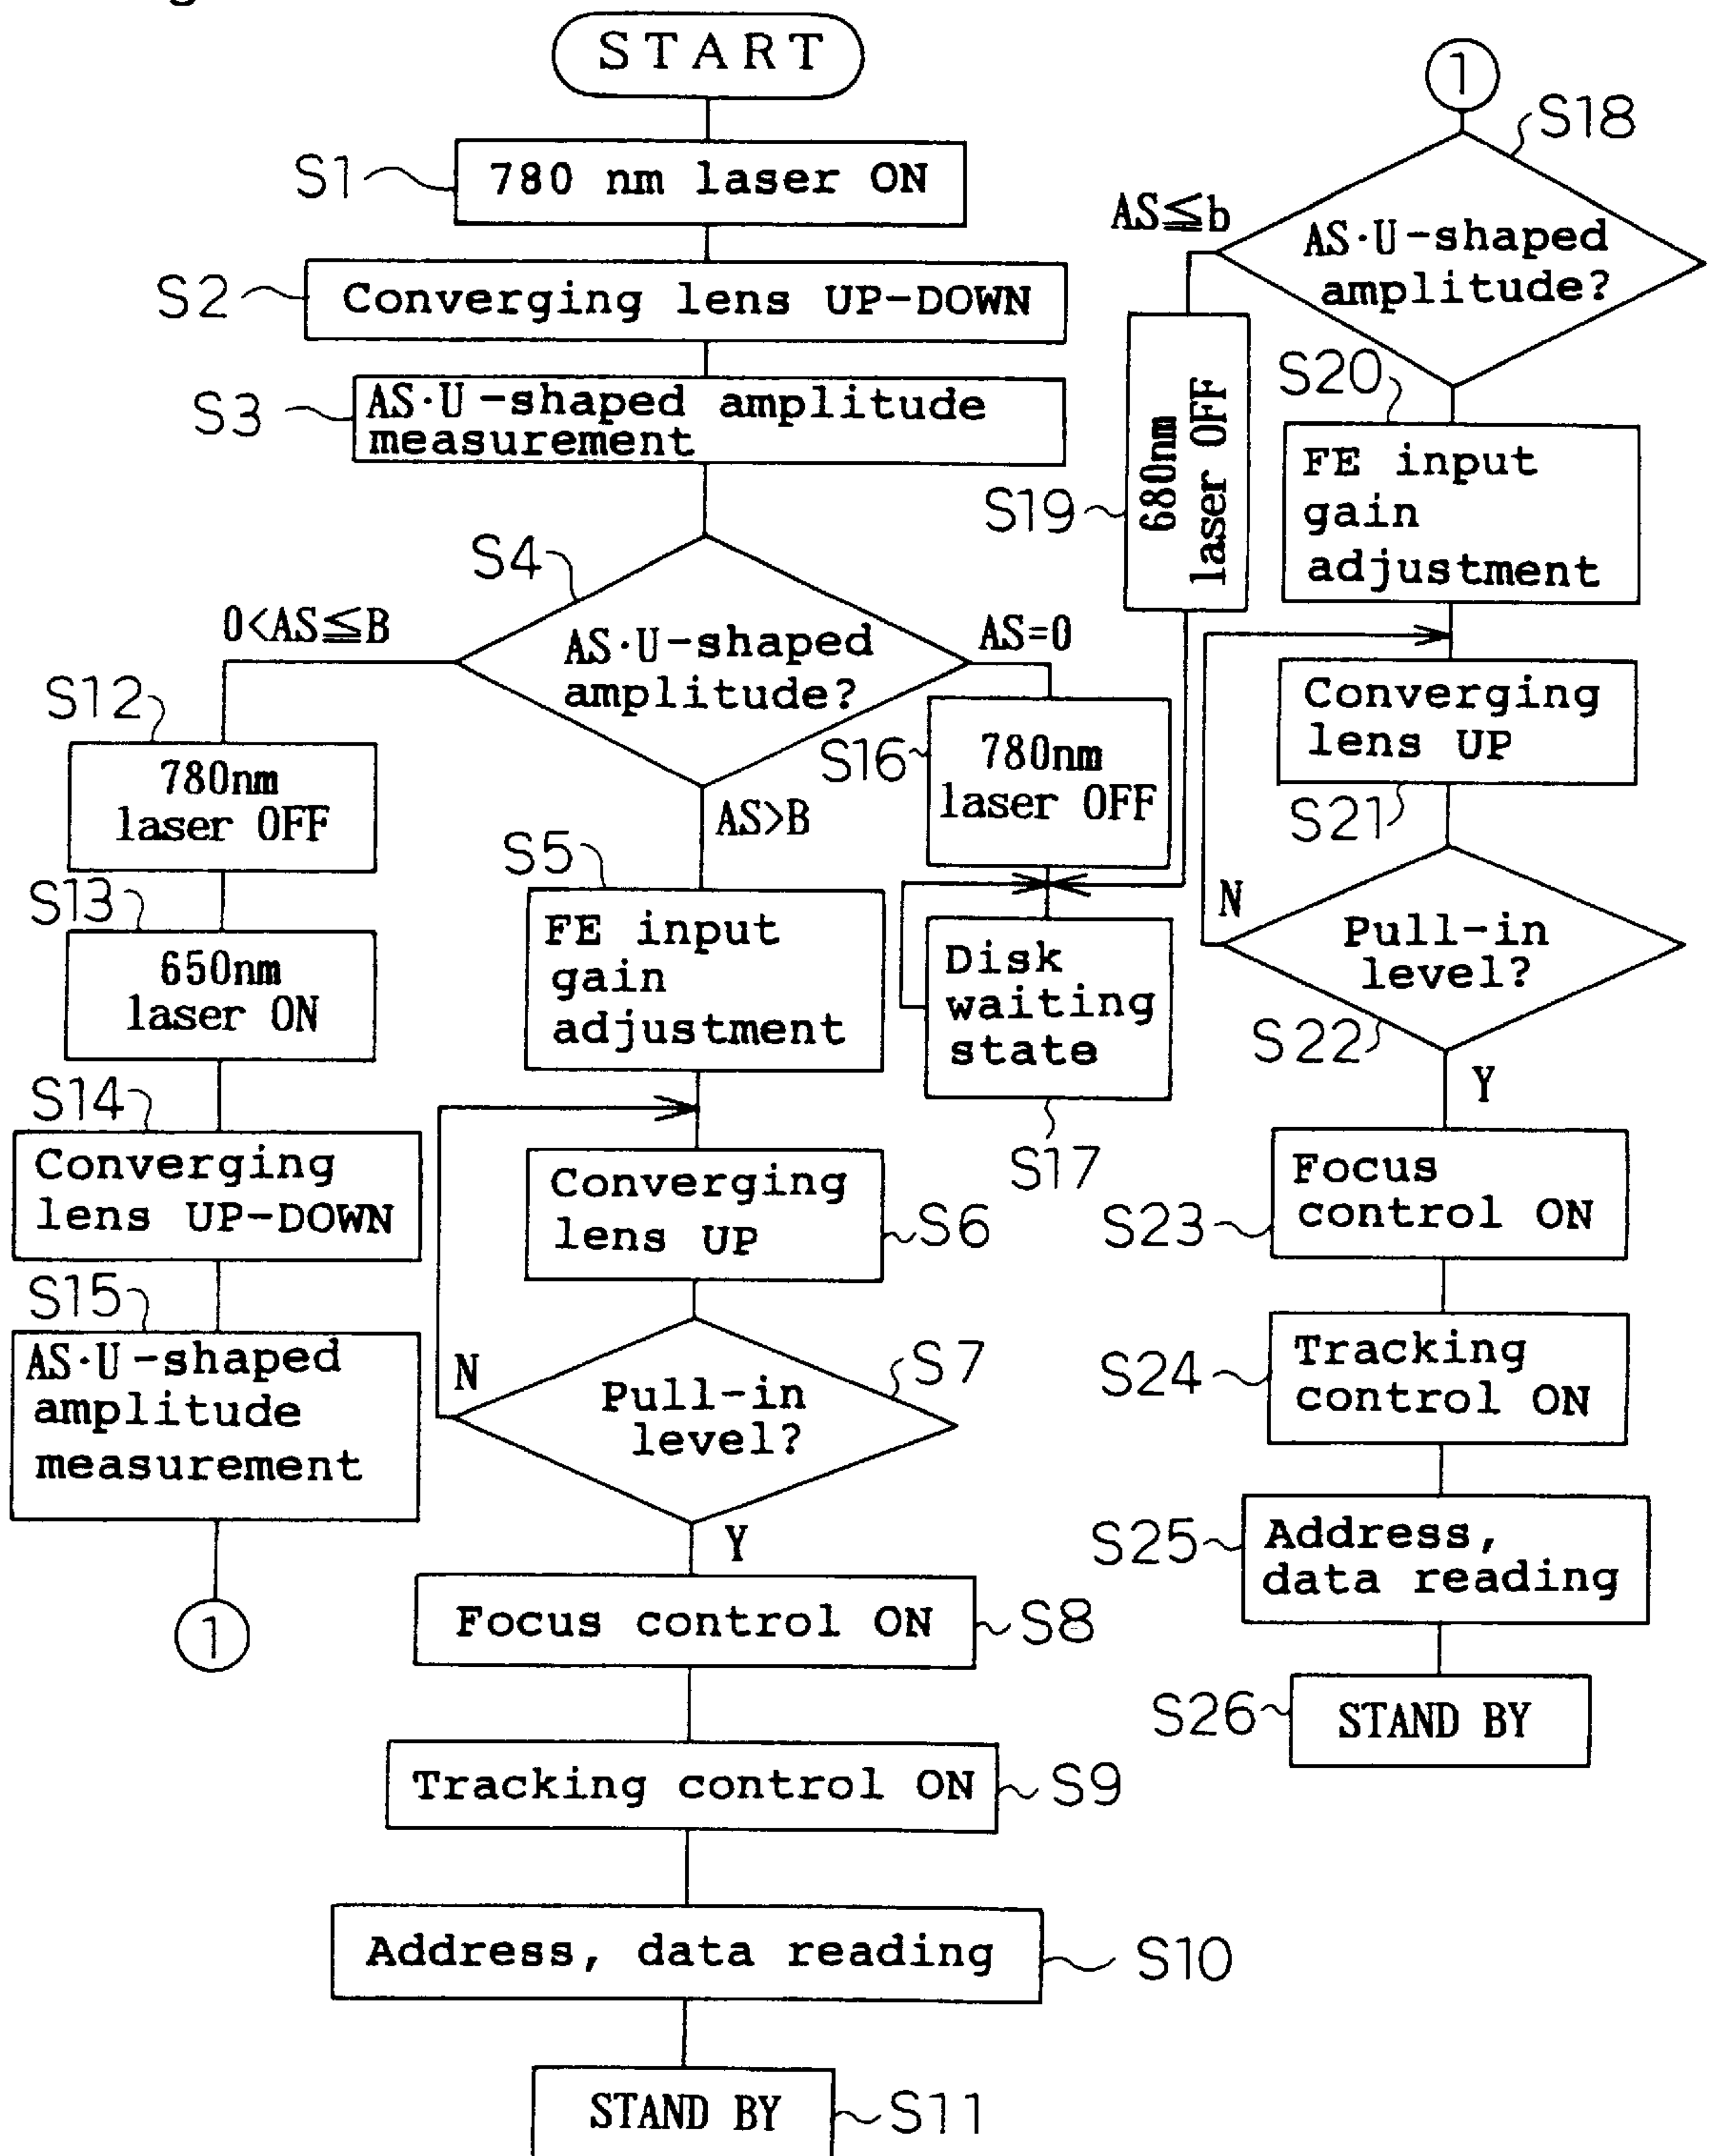 START
S1
780 nm laser ON
S2
Converging lens UP-DOWN
S3
AS·U-shaped amplitude
measurement
S4
AS·U-shaped
amplitude?
0<AS≦B
AS=0
AS>B
S12
780nm
laser OFF
S13
650nm
laser ON
S14
Converging
lens UP-DOWN
S15
AS·U-shaped
amplitude
measurement
1
S5
FE input
gain
adjustment
Converging
lens UP
S6
N
Pull-in
level?
S7
Y
Focus control ON
S8
Tracking control ON
S9
Address, data reading
S10
STAND BY
S11
S16
780nm
laser OFF
Disk
waiting
state
S17
1
S18
AS≦b
AS·U-shaped
amplitude?
S19
680nm
laser OFF
S20
FE input
gain
adjustment
Converging
lens UP
S21
N
Pull-in
level?
S22
Y
Focus
control ON
S23
Tracking
control ON
S24
Address,
data reading
S25
STAND BY
S26